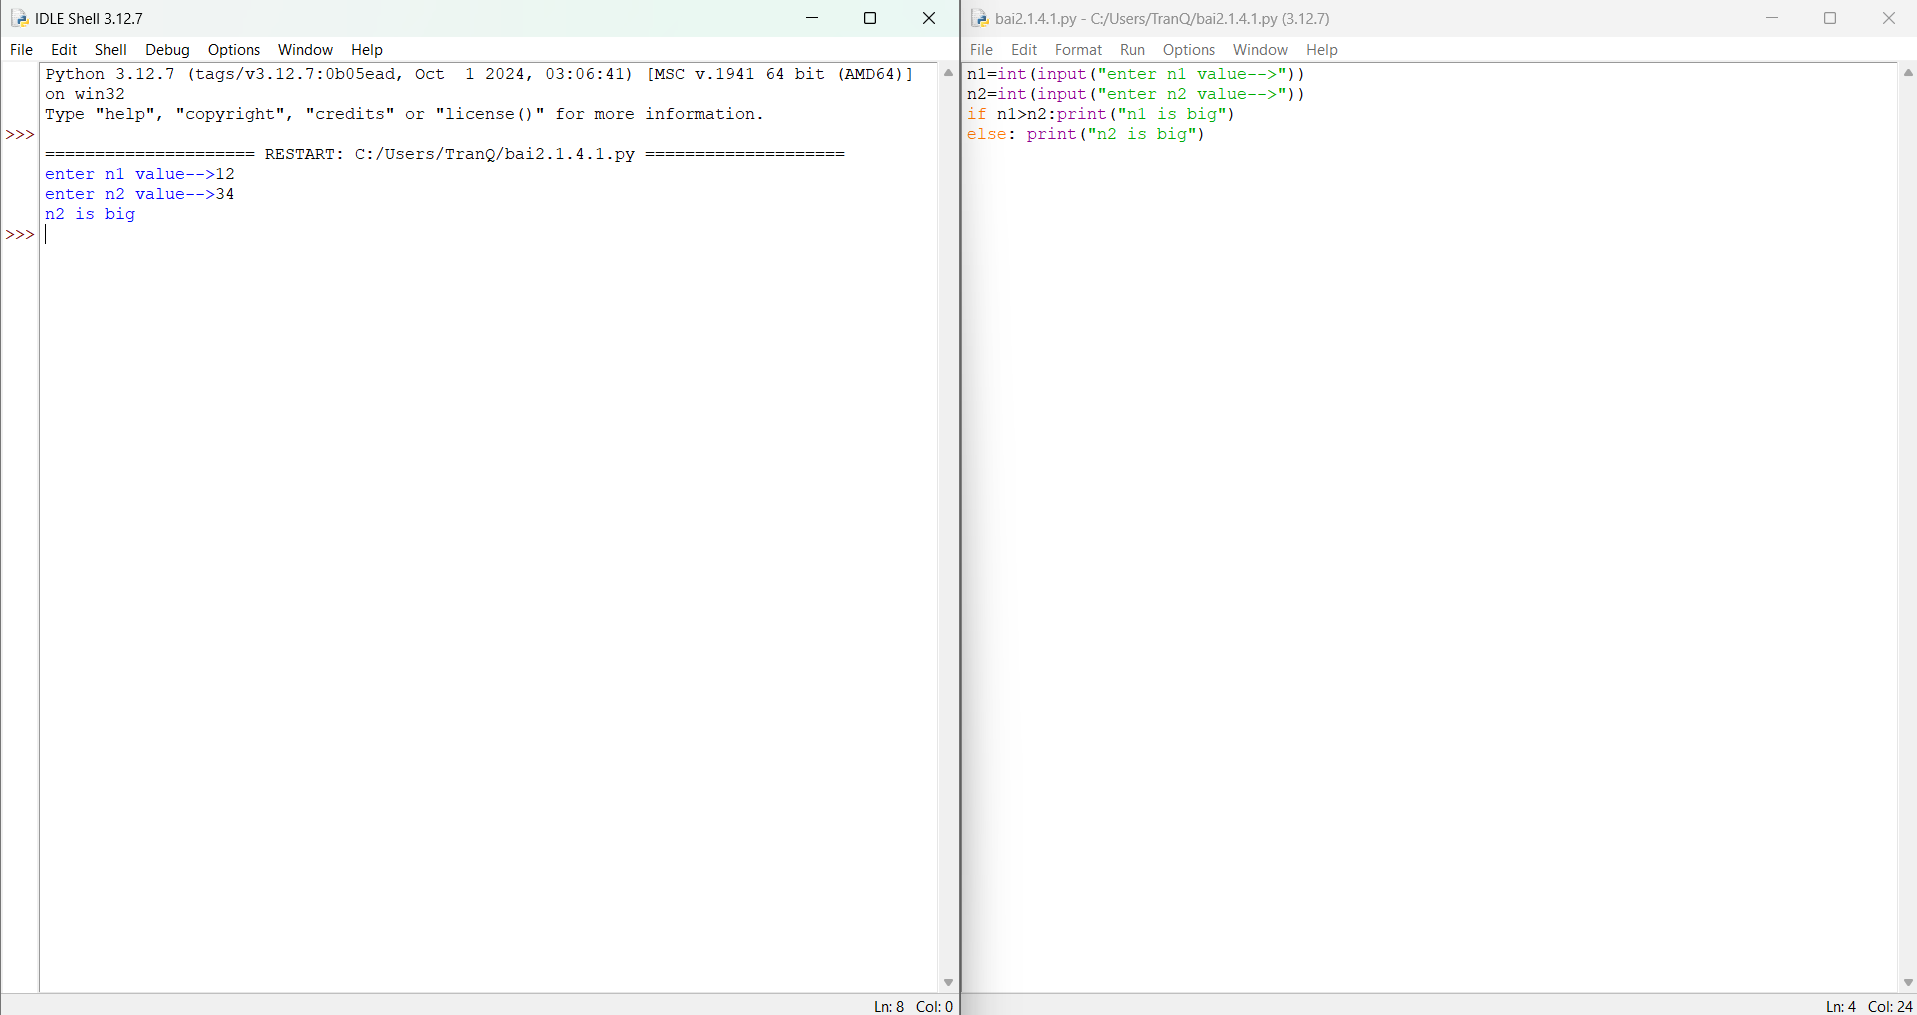 IDLE Shell 3.12.7
File Edit Shell Debug Options Window Help
Python 3.12.7 (tags/v3.12.7:0b05ead, Oct  1 2024, 03:06:41) [MSC v.1941 64 bit (AMD64)]
on win32
Type "help", "copyright", "credits" or "license()" for more information.
>>>
===================== RESTART: C:/Users/TranQ/bai2.1.4.1.py ====================
enter n1 value-->12
enter n2 value-->34
n2 is big
>>>
Ln: 8 Col: 0
bai2.1.4.1.py - C:/Users/TranQ/bai2.1.4.1.py (3.12.7)
File Edit Format Run Options Window Help
n1=int(input("enter n1 value-->"))
n2=int(input("enter n2 value-->"))
if n1>n2:print("n1 is big")
else: print("n2 is big")
Ln: 4 Col: 24